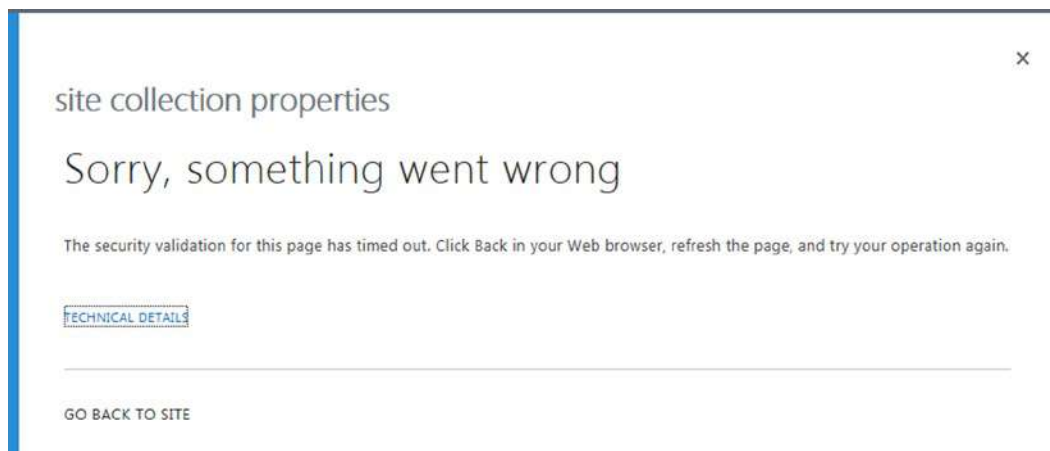 ×
site collection properties
Sorry, something went wrong
The security validation for this page has timed out. Click Back in your Web browser, refresh the page, and try your operation again.
TECHNICAL DETAILS
GO BACK TO SITE